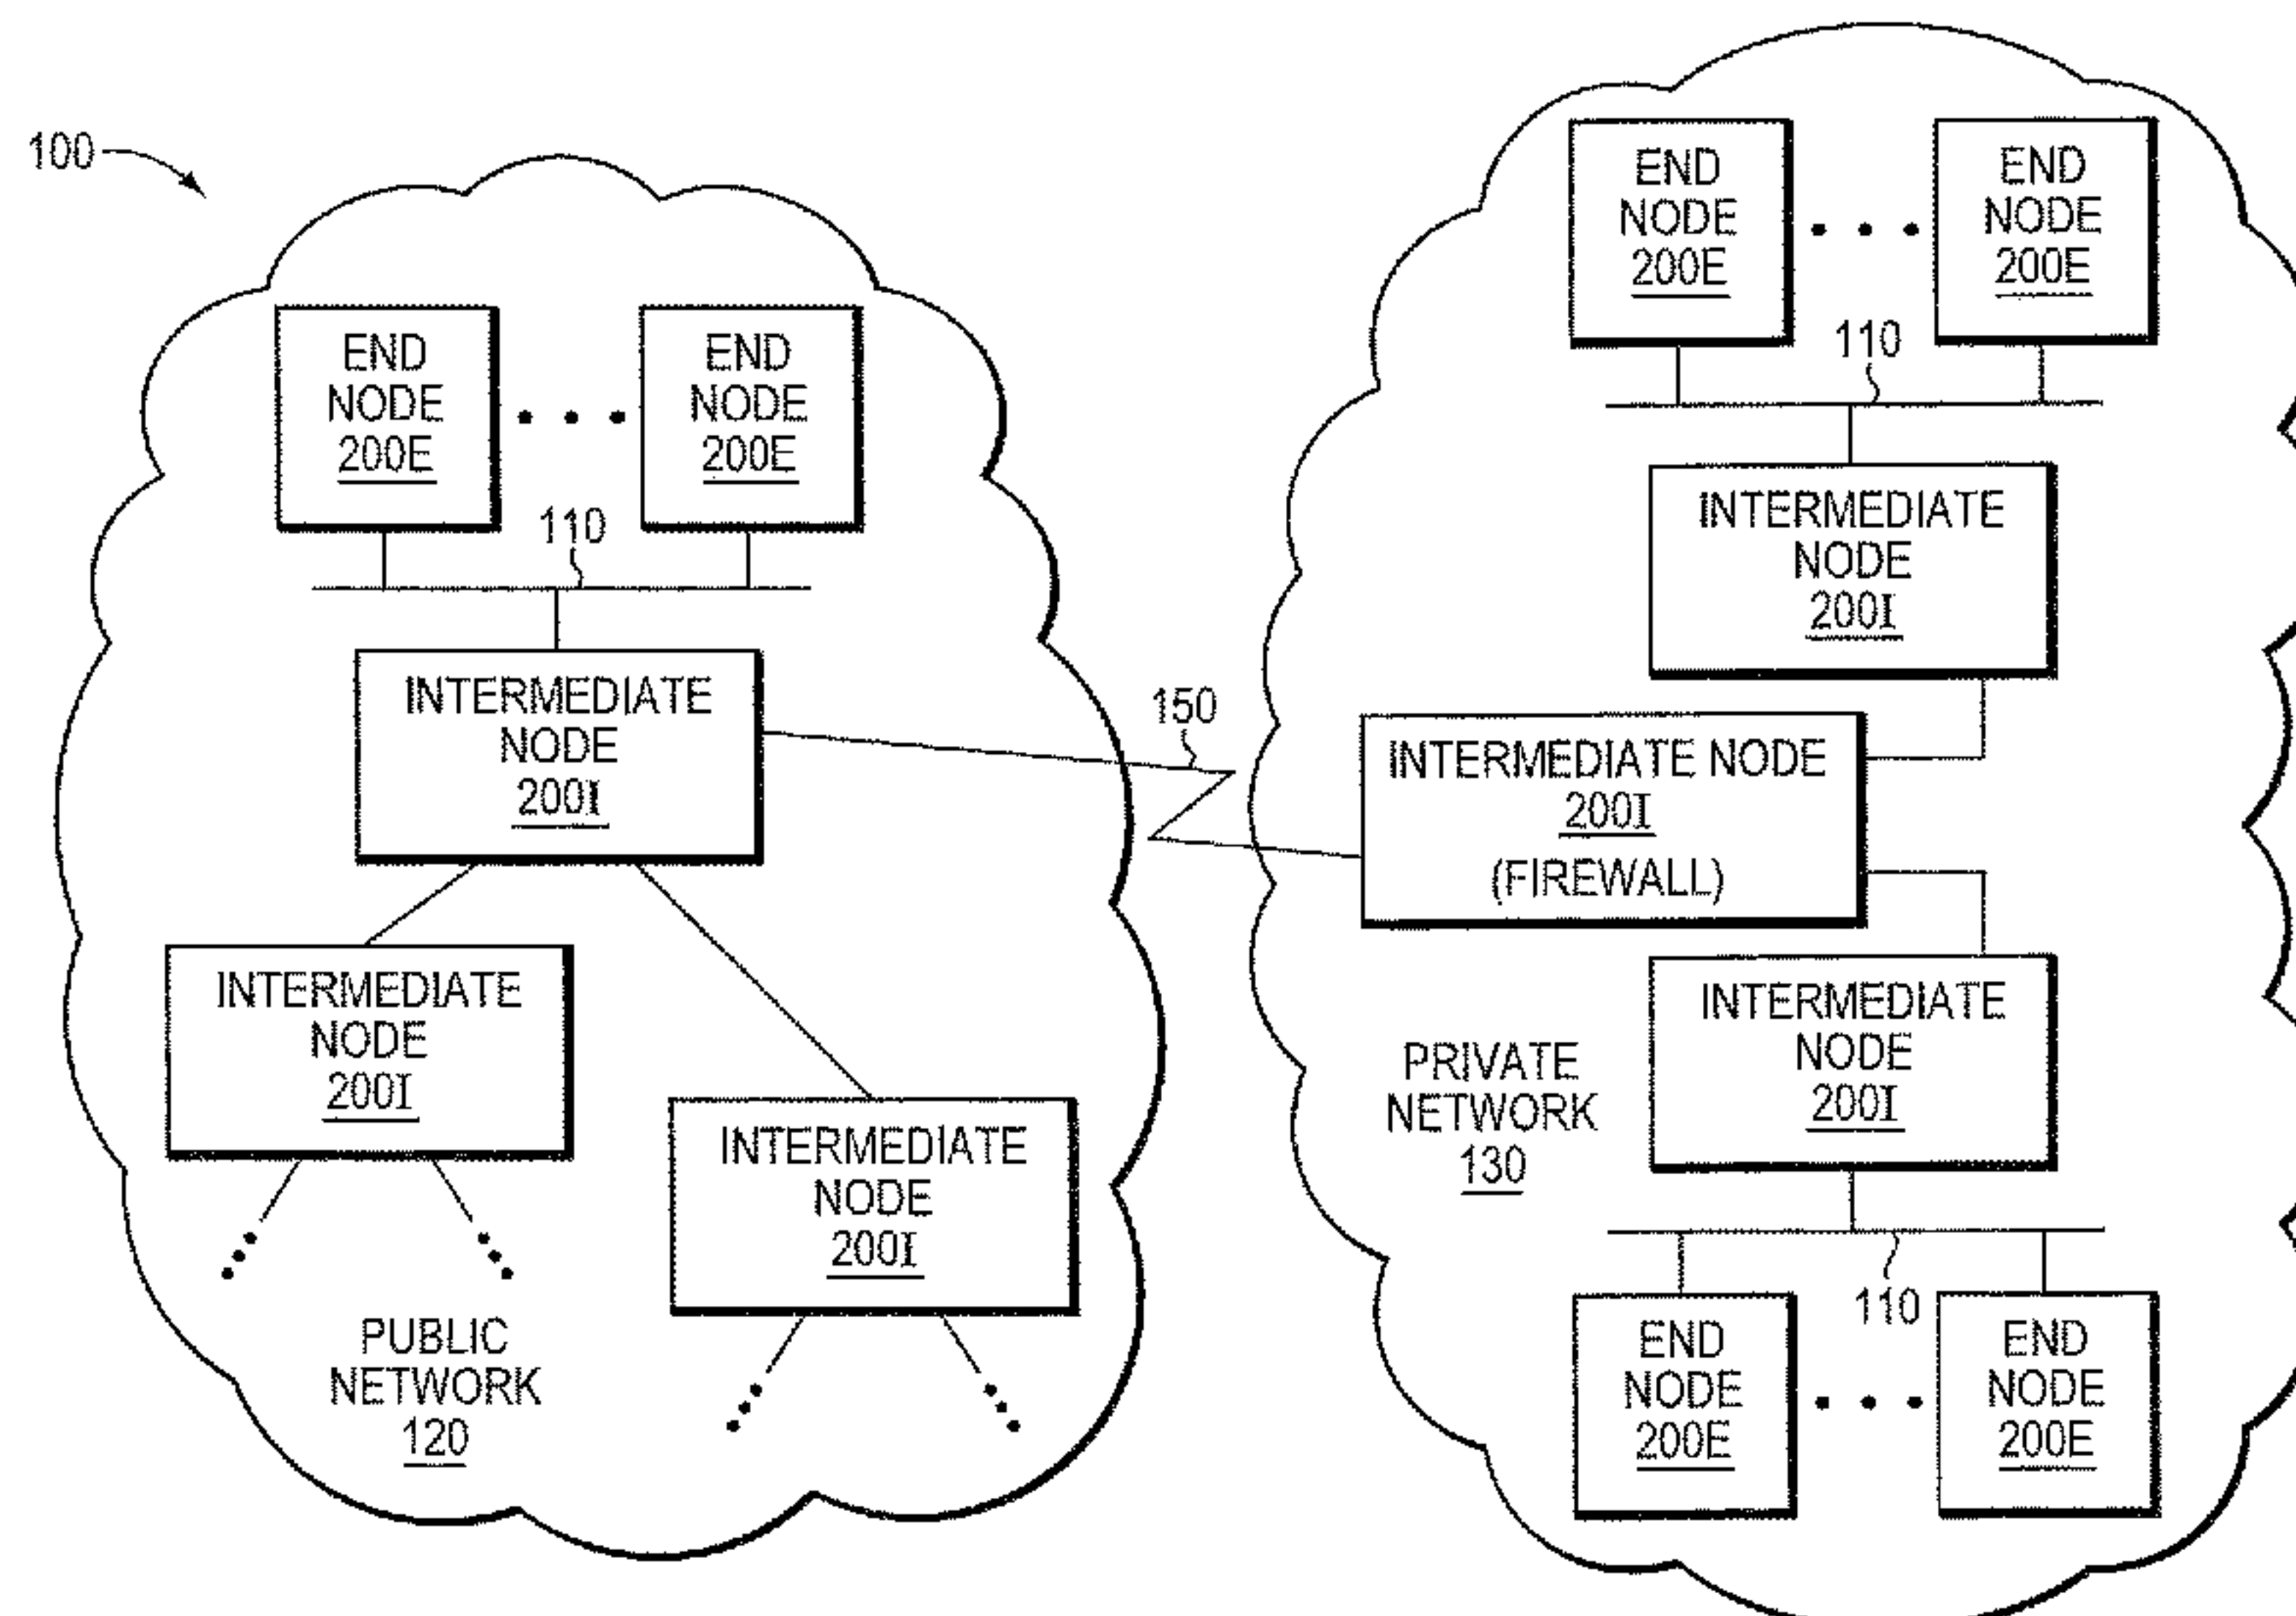 100
END
NODE
200E
END
NODE
200E
110
INTERMEDIATE
NODE
200I
150
INTERMEDIATE
NODE
200I
INTERMEDIATE
NODE
200I
PUBLIC
NETWORK
120
END
NODE
200E
END
NODE
200E
110
INTERMEDIATE
NODE
200I
INTERMEDIATE NODE
200I
(FIREWALL)
INTERMEDIATE
NODE
200I
PRIVATE
NETWORK
130
110
END
NODE
200E
END
NODE
200E